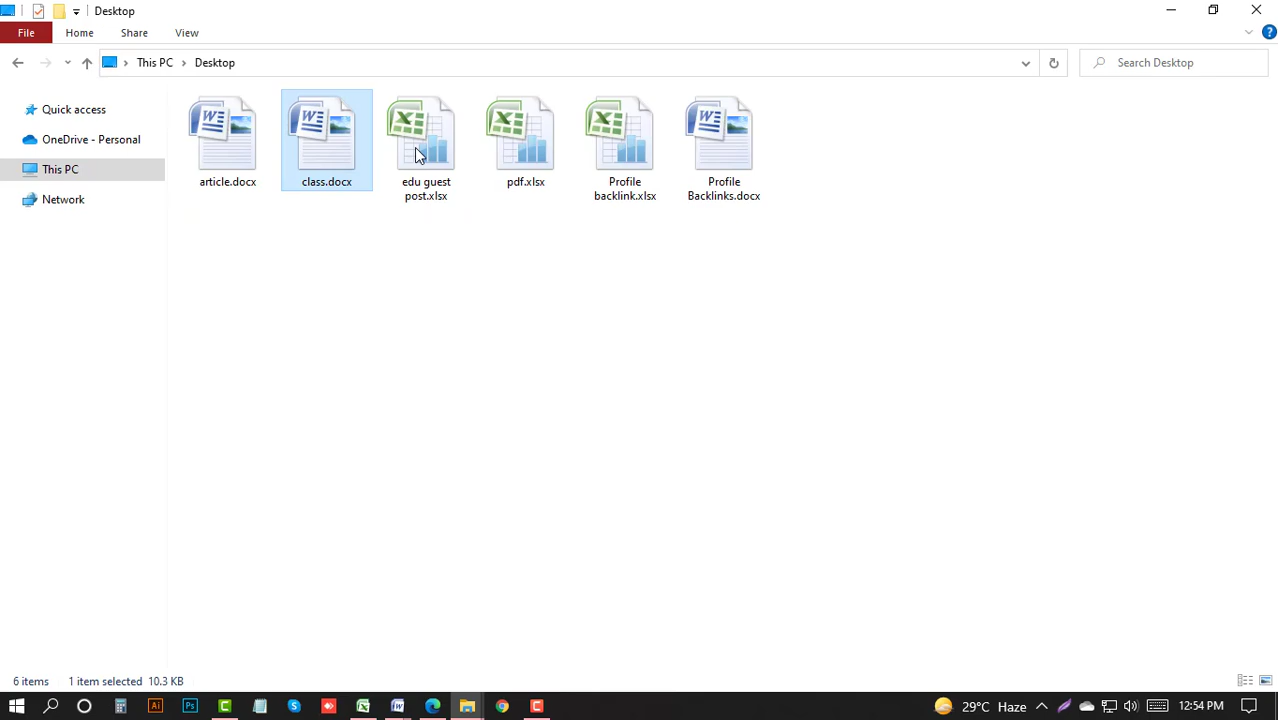 Desktop
File Home Share View
This PC Desktop
Search Desktop
Quick access
OneDrive - Personal
This PC
Network
article.docx
class.docx
edu guest
post.xlsx
pdf.xlsx
Profile
backlink.xlsx
Profile
Backlinks.docx
6 items 1 item selected 10.3 KB
29°C Haze 12:54 PM